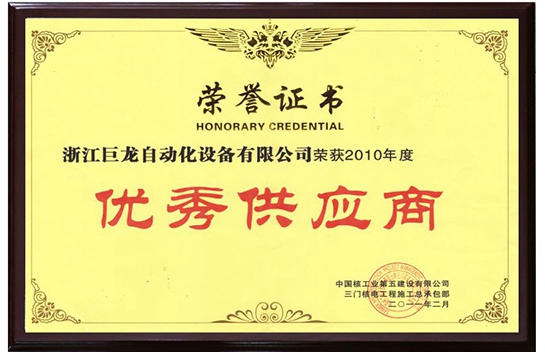 荣誉证书
HONORARY CREDENTIAL
浙江巨龙自动化设备有限公司荣获2010年度
优秀供应商
中国核工业第五建设有限公司
三门核电工程施工总承包部
二〇一一年二月